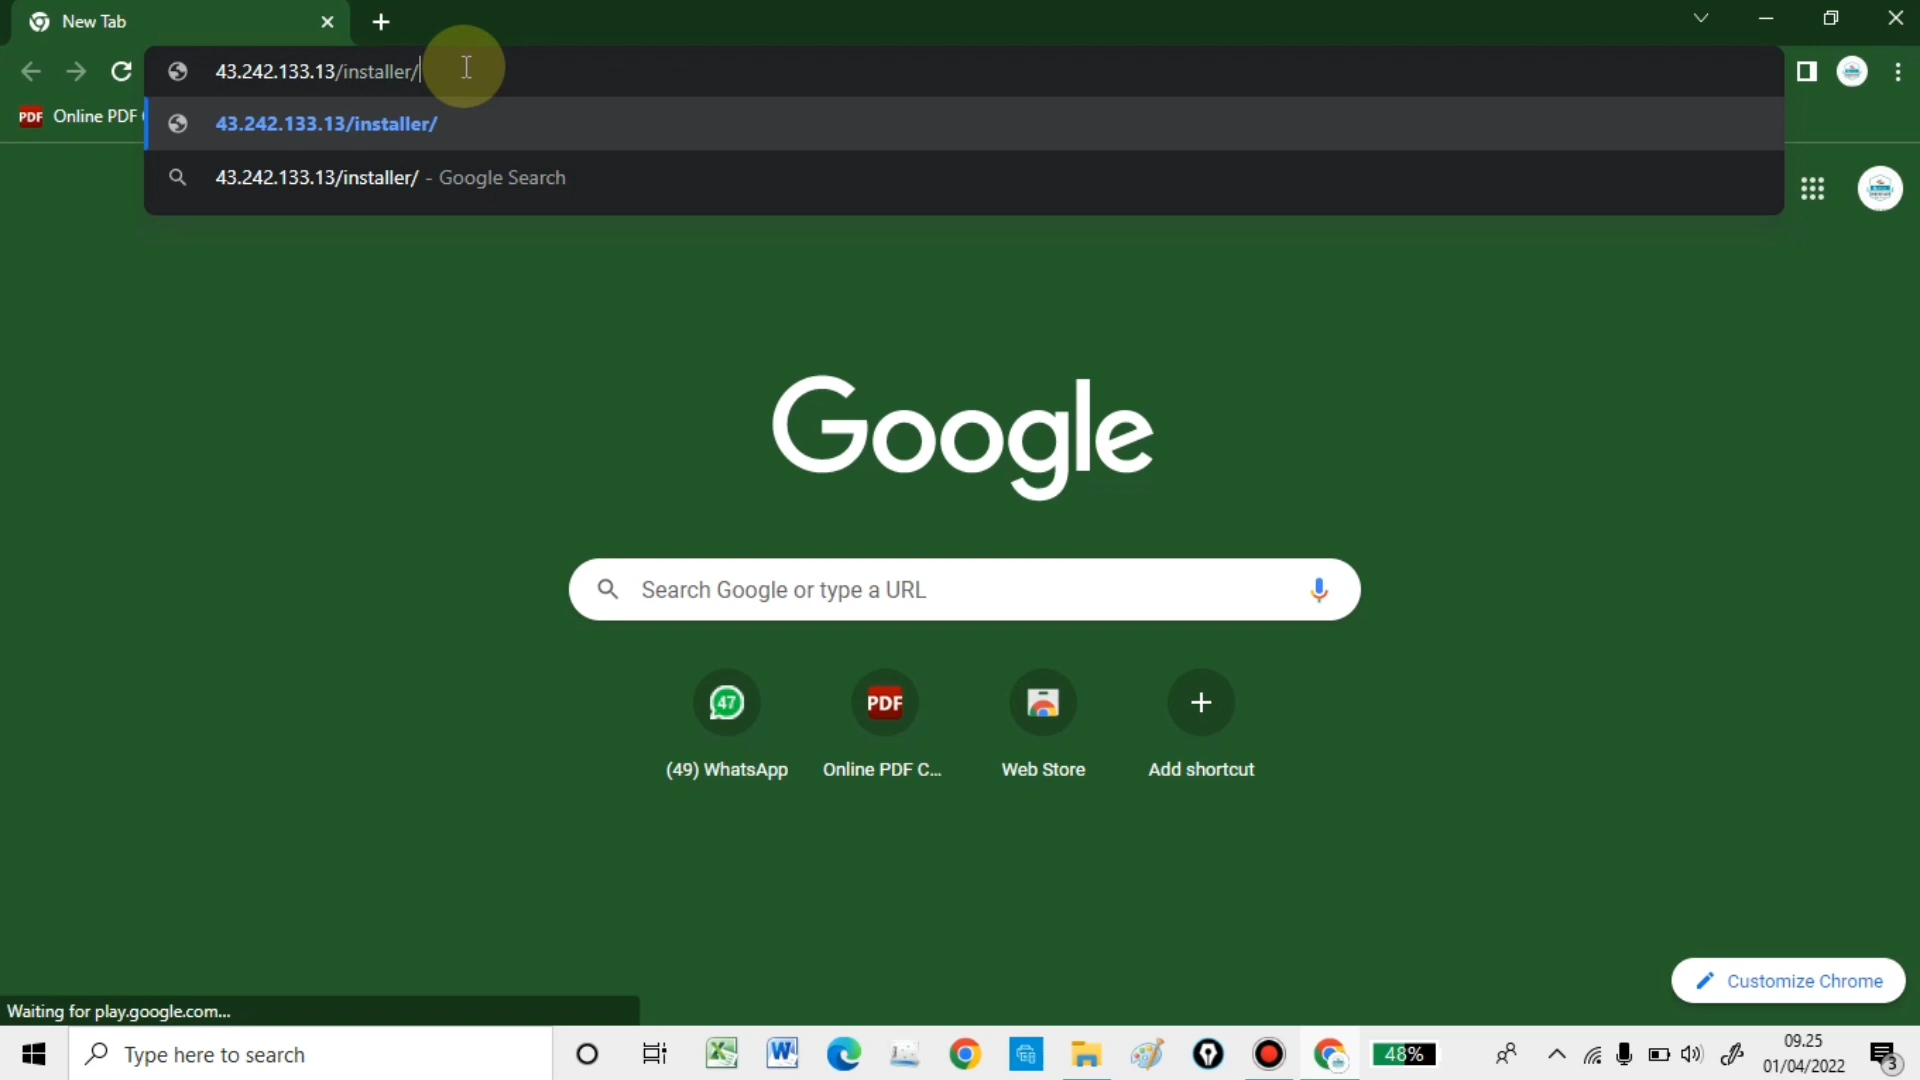 New Tab
43.242.133.13/installer/
PDF Online PDF
43.242.133.13/installer/
43.242.133.13/installer/ - Google Search
Google
Search Google or type a URL
47
PDF
(49) WhatsApp
Online PDF C...
Web Store
Add shortcut
Customize Chrome
Waiting for play.google.com...
Type here to search
48%
09.25
01/04/2022
3